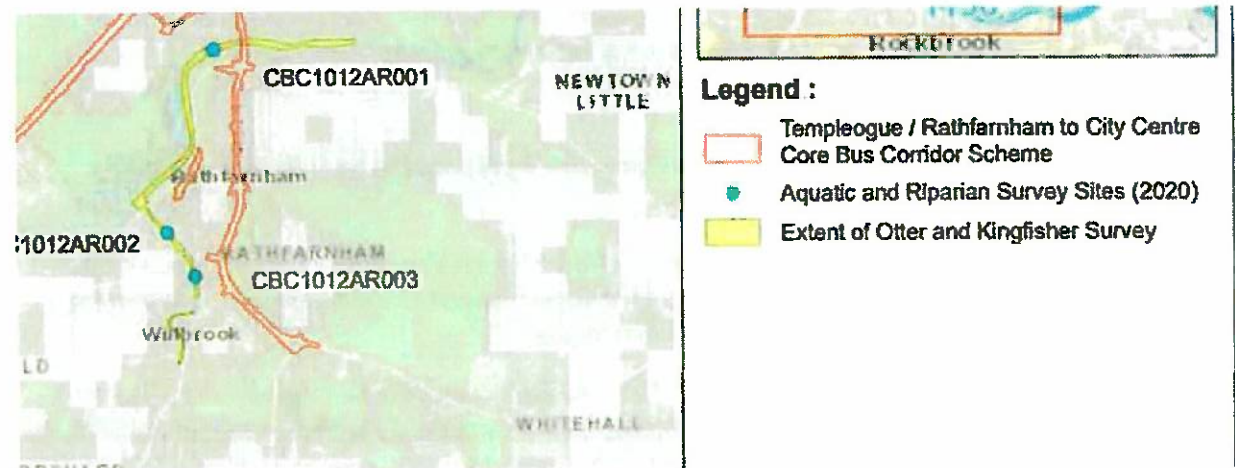 CBC1012AR001
NEWTOWN
LITTLE
Rathfarnham
:1012AR002
RATHFARNHAM
CBC1012AR003
Willbrook
LD
WHITEHALL
Rockbrook
Legend :
Templeogue / Rathfarnham to City Centre
Core Bus Corridor Scheme
Aquatic and Riparian Survey Sites (2020)
Extent of Otter and Kingfisher Survey